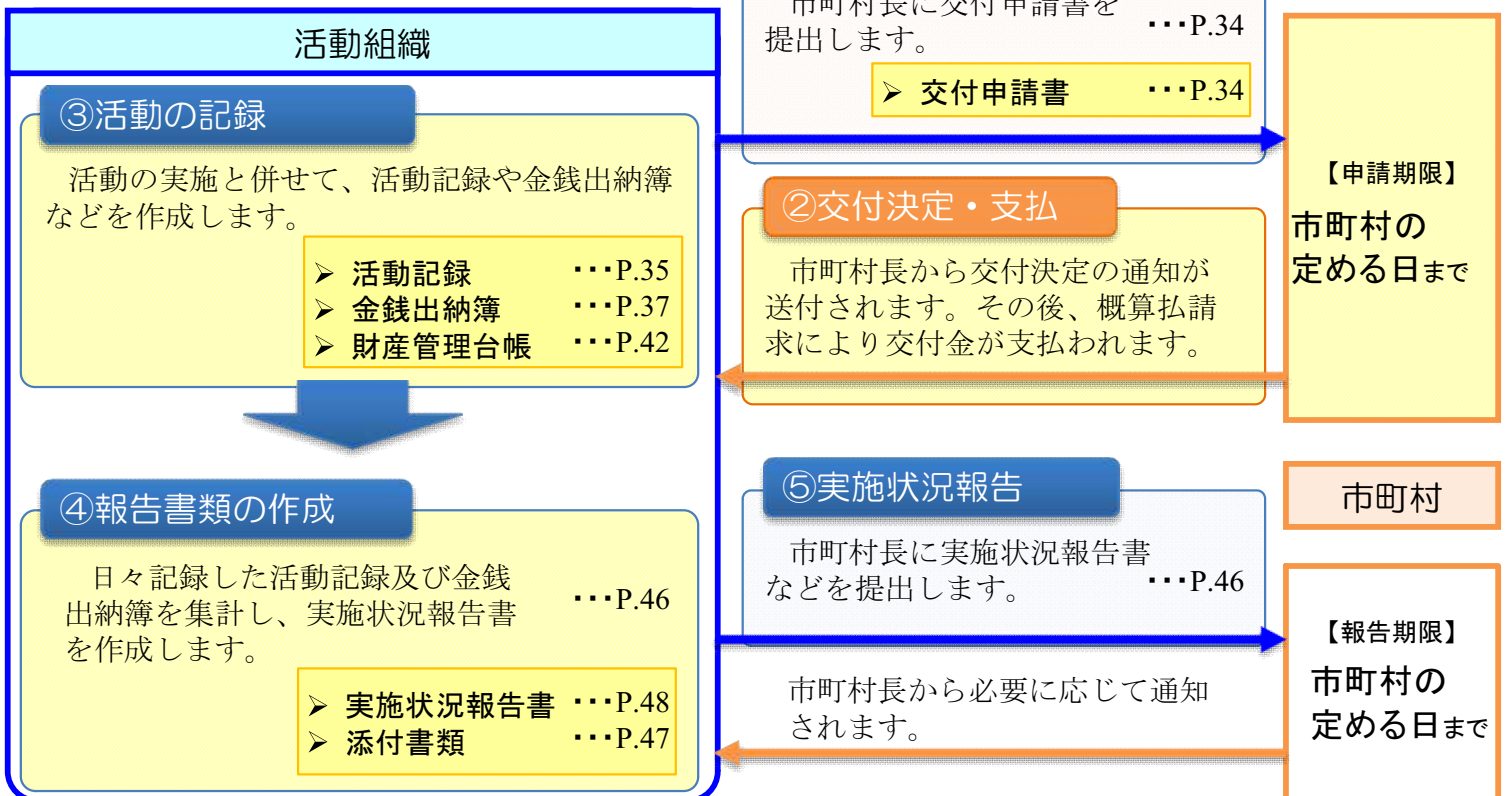 活動組織
③活動の記録
活動の実施と併せて、活動記録や金銭出納簿
などを作成します。
➢ 活動記録 ・・・P.35
➢ 金銭出納簿 ・・・P.37
➢ 財産管理台帳 ・・・P.42
④報告書類の作成
日々記録した活動記録及び金銭
出納簿を集計し、実施状況報告書 ・・・P.46
を作成します。
➢ 実施状況報告書 ・・・P.48
➢ 添付書類 ・・・P.47
市町村長に交付申請書を
提出します。 ・・・P.34
➢ 交付申請書 ・・・P.34
②交付決定・支払
市町村長から交付決定の通知が
送付されます。その後、概算払請
求により交付金が支払われます。
⑤実施状況報告
市町村長に実施状況報告書
などを提出します。 ・・・P.46
市町村長から必要に応じて通知
されます。
【申請期限】
市町村の
定める日まで
市町村
【報告期限】
市町村の
定める日まで